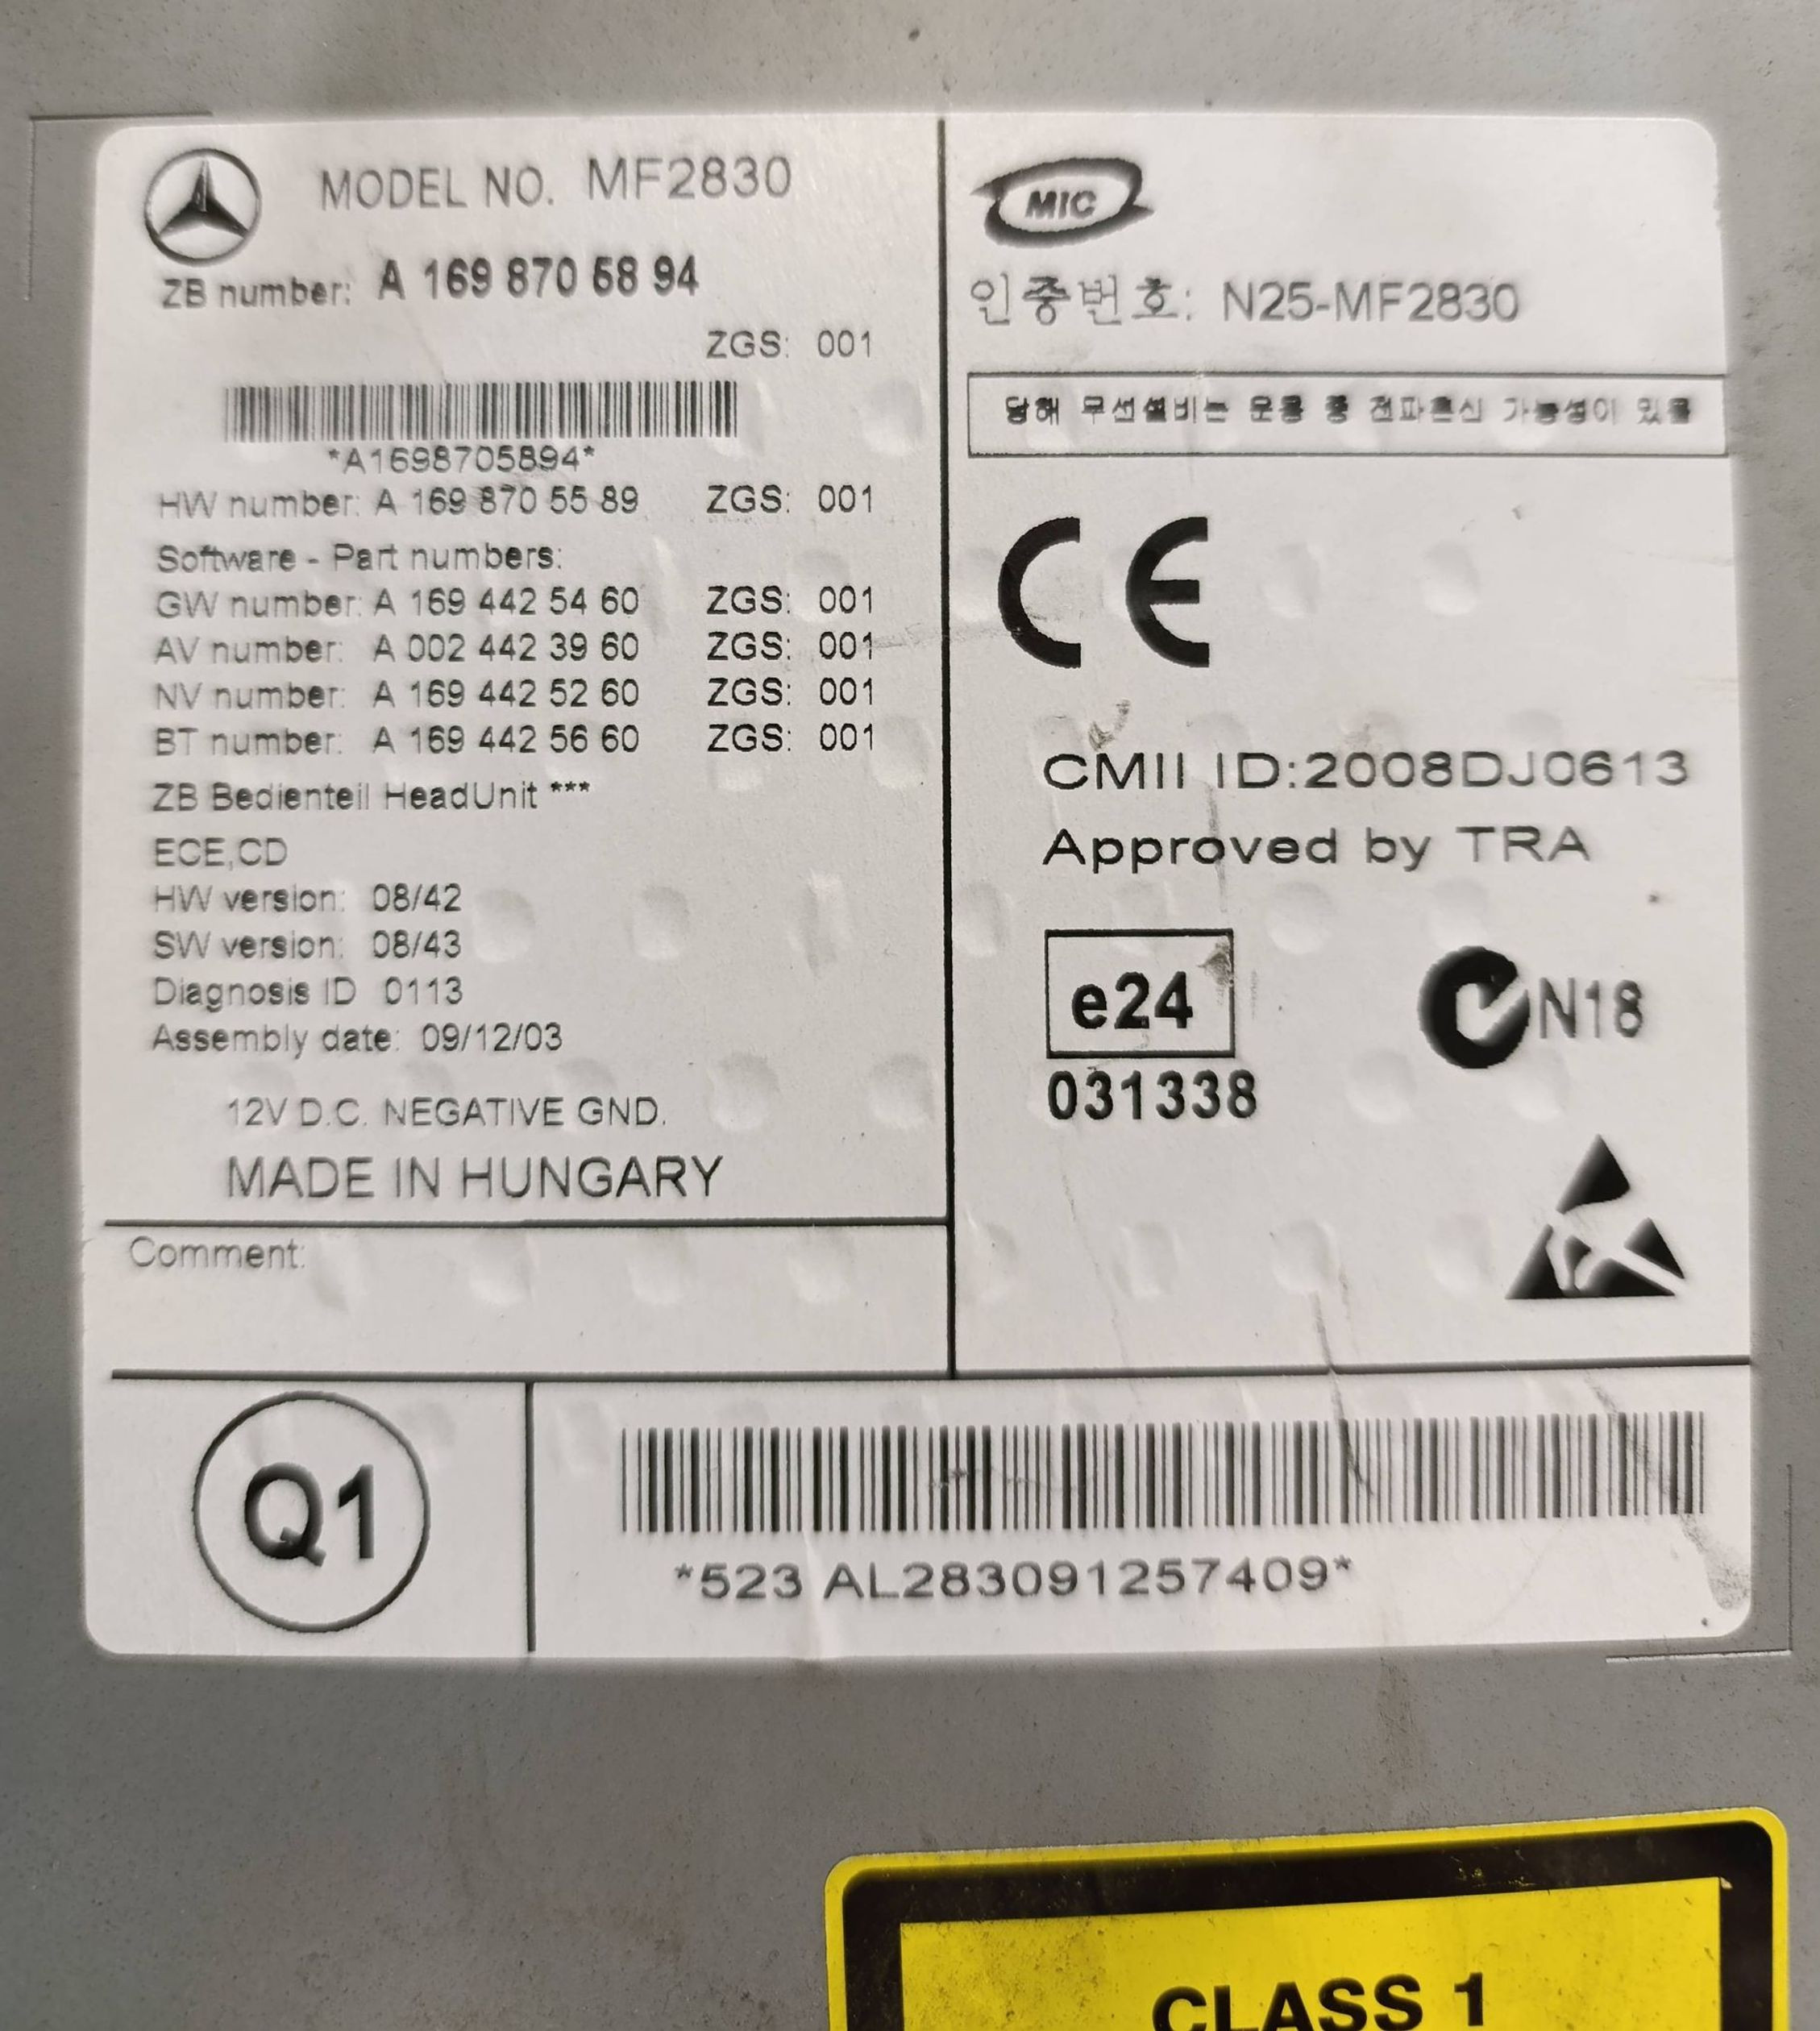 MODEL NO. MF2830
ZB number: A 169 870 58 94
ZGS: 001
*A1698705894*
HW number: A 169 870 55 89 ZGS: 001
Software - Part numbers:
GW number: A 169 442 54 60 ZGS: 001
AV number: A 002 442 39 60 ZGS: 001
NV number: A 169 442 52 60 ZGS: 001
BT number: A 169 442 56 60 ZGS: 001
ZB Bedienteil HeadUnit ***
ECE,CD
HW version: 08/42
SW version: 08/43
Diagnosis ID 0113
Assembly date: 09/12/03
12V D.C. NEGATIVE GND.
MADE IN HUNGARY
Comment:
MIC
인증번호: N25-MF2830
당해 무선설비는 운용 중 전파혼신 가능성이 있음
CE
CMII ID:2008DJ0613
Approved by TRA
e24
031338
N18
Q1
*523 AL283091257409*
CLASS 1